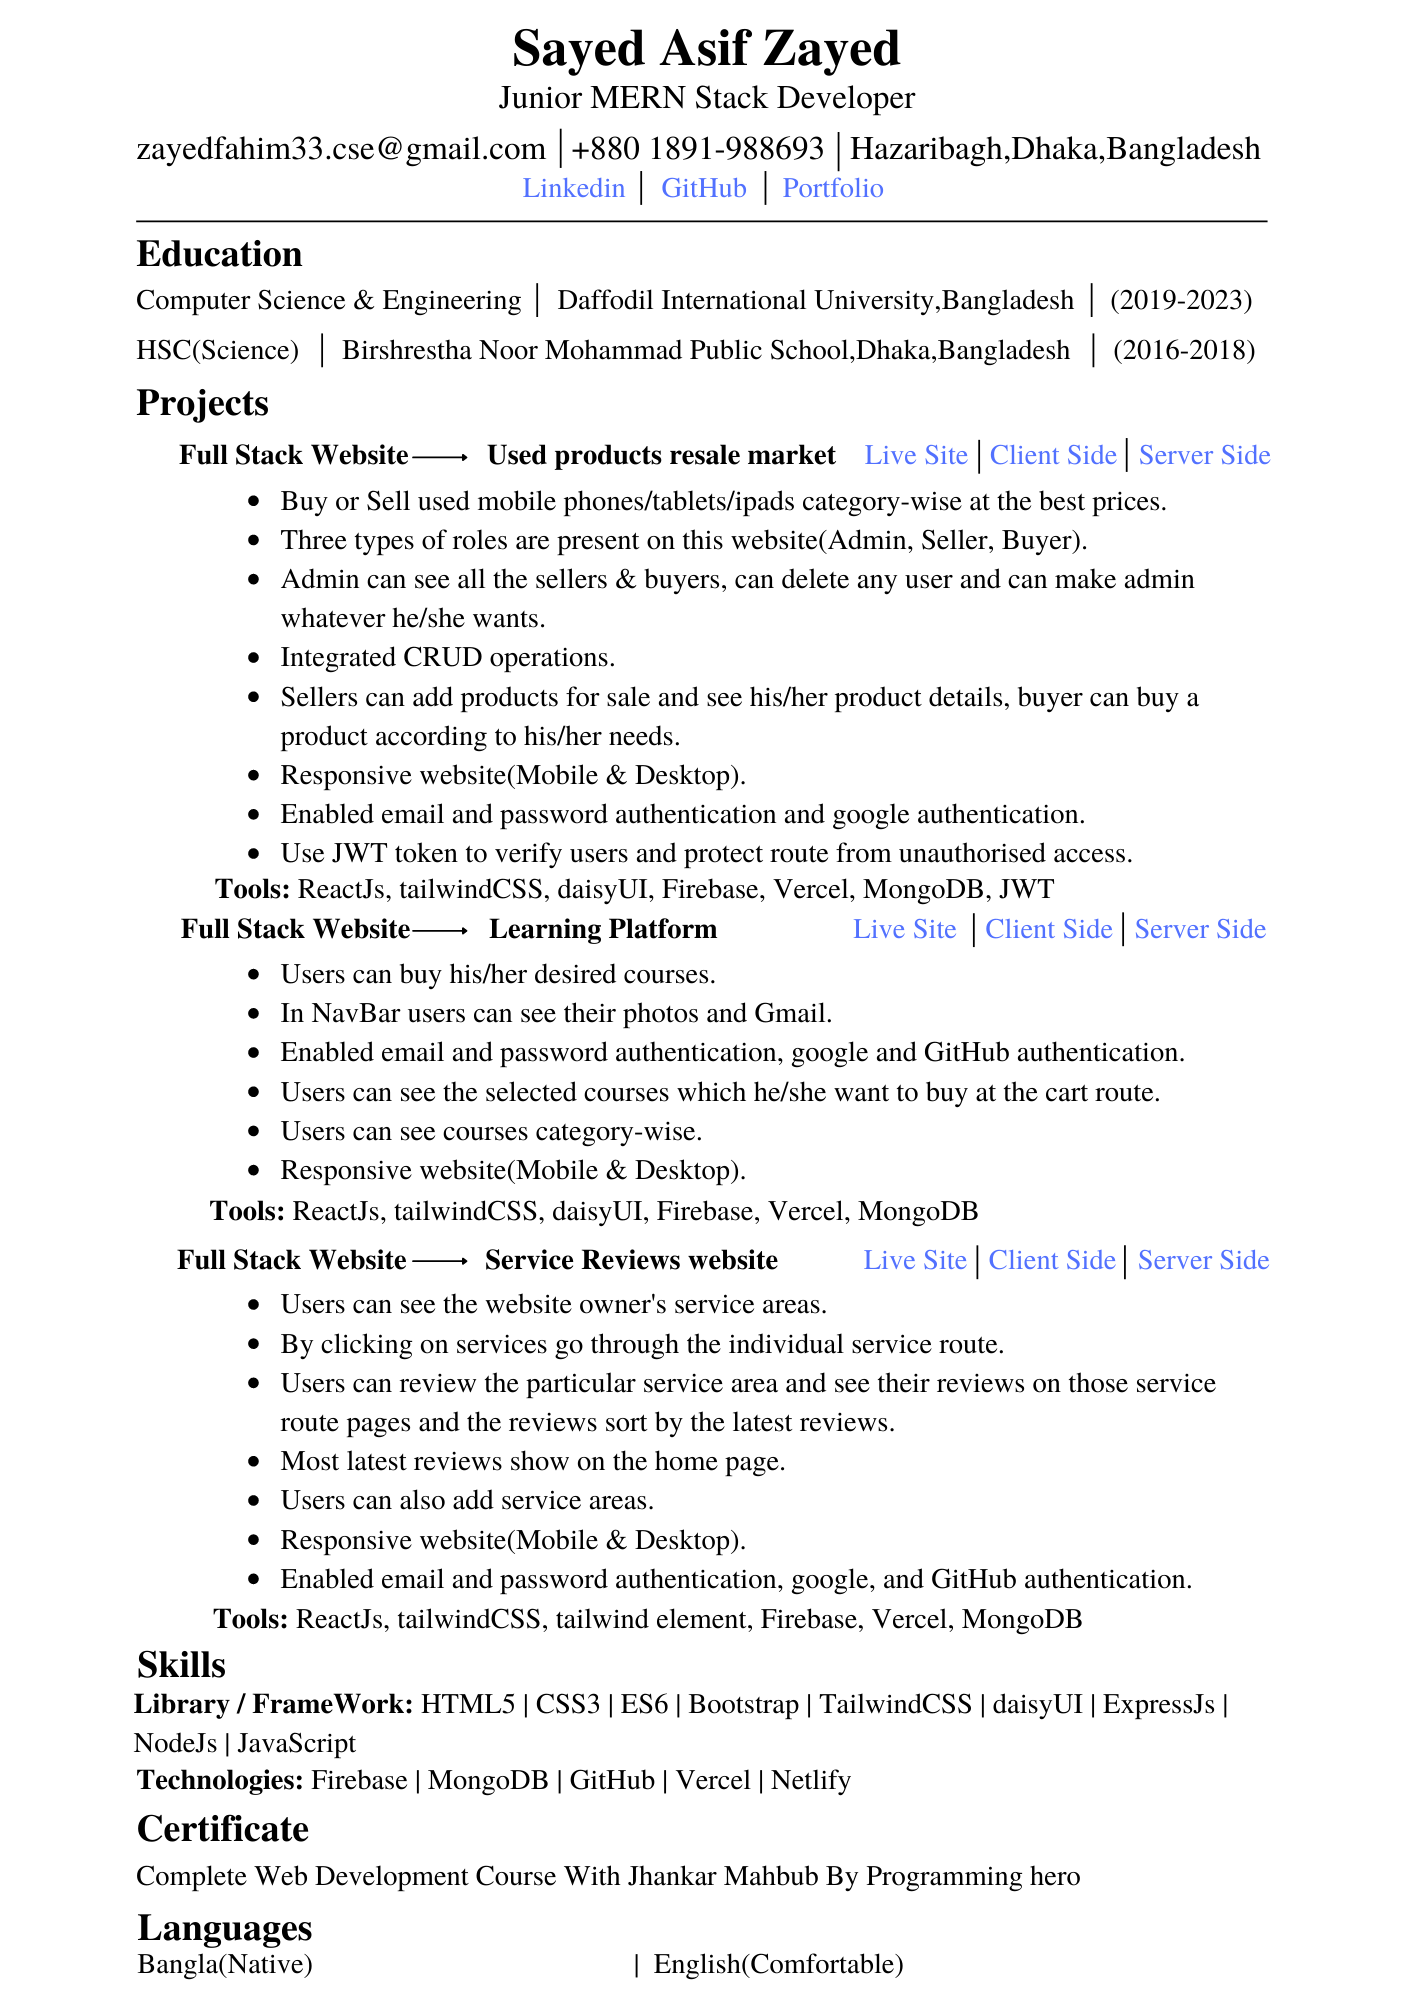 Sayed Asif Zayed
Junior MERN Stack Developer
zayedfahim33.cse@gmail.com | +880 1891-988693 | Hazaribagh,Dhaka,Bangladesh
Linkedin | GitHub | Portfolio
Education
Computer Science & Engineering | Daffodil International University,Bangladesh | (2019-2023)
HSC(Science) | Birshrestha Noor Mohammad Public School,Dhaka,Bangladesh | (2016-2018)
Projects
Full Stack Website⟶ Used products resale market Live Site | Client Side | Server Side
• Buy or Sell used mobile phones/tablets/ipads category-wise at the best prices.
• Three types of roles are present on this website(Admin, Seller, Buyer).
• Admin can see all the sellers & buyers, can delete any user and can make admin
whatever he/she wants.
• Integrated CRUD operations.
• Sellers can add products for sale and see his/her product details, buyer can buy a
product according to his/her needs.
• Responsive website(Mobile & Desktop).
• Enabled email and password authentication and google authentication.
• Use JWT token to verify users and protect route from unauthorised access.
Tools: ReactJs, tailwindCSS, daisyUI, Firebase, Vercel, MongoDB, JWT
Full Stack Website⟶ Learning Platform Live Site | Client Side | Server Side
• Users can buy his/her desired courses.
• In NavBar users can see their photos and Gmail.
• Enabled email and password authentication, google and GitHub authentication.
• Users can see the selected courses which he/she want to buy at the cart route.
• Users can see courses category-wise.
• Responsive website(Mobile & Desktop).
Tools: ReactJs, tailwindCSS, daisyUI, Firebase, Vercel, MongoDB
Full Stack Website ⟶ Service Reviews website Live Site | Client Side | Server Side
• Users can see the website owner's service areas.
• By clicking on services go through the individual service route.
• Users can review the particular service area and see their reviews on those service
route pages and the reviews sort by the latest reviews.
• Most latest reviews show on the home page.
• Users can also add service areas.
• Responsive website(Mobile & Desktop).
• Enabled email and password authentication, google, and GitHub authentication.
Tools: ReactJs, tailwindCSS, tailwind element, Firebase, Vercel, MongoDB
Skills
Library / FrameWork: HTML5 | CSS3 | ES6 | Bootstrap | TailwindCSS | daisyUI | ExpressJs |
NodeJs | JavaScript
Technologies: Firebase | MongoDB | GitHub | Vercel | Netlify
Certificate
Complete Web Development Course With Jhankar Mahbub By Programming hero
Languages
Bangla(Native) | English(Comfortable)